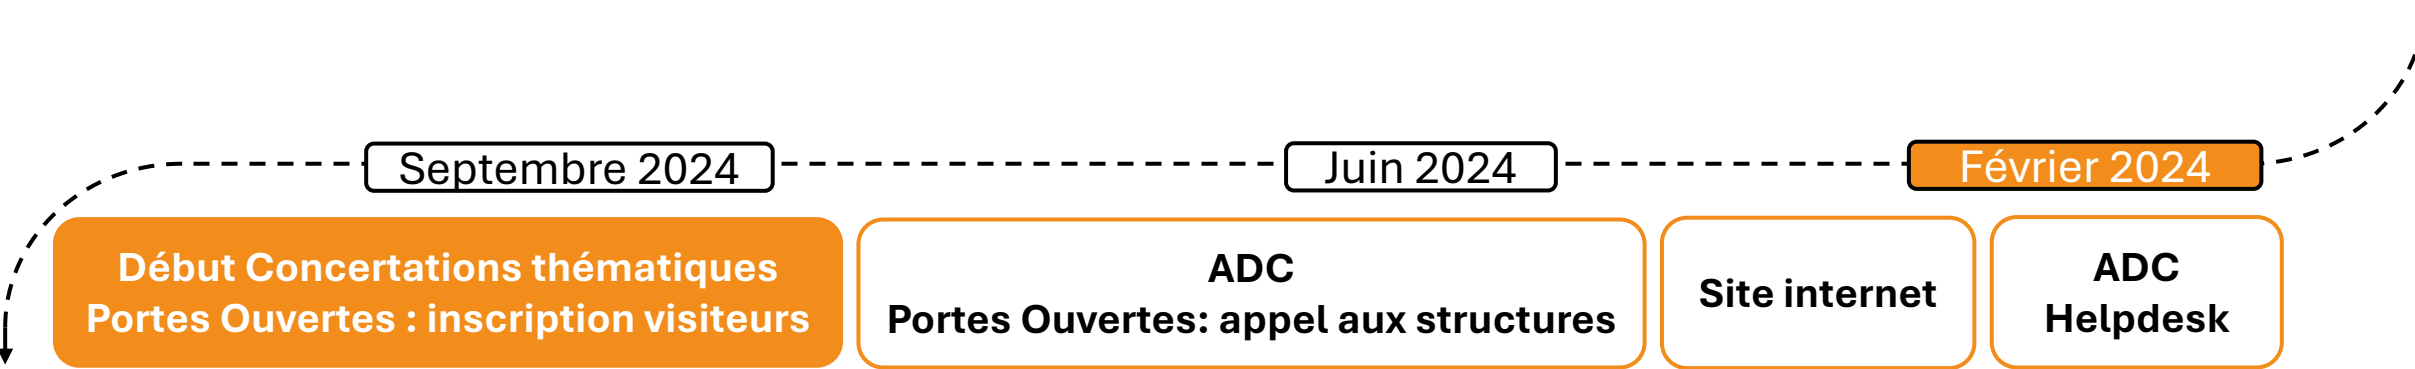 Septembre 2024
Juin 2024
Février 2024
Début Concertations thématiques
Portes Ouvertes : inscription visiteurs
ADC
Portes Ouvertes: appel aux structures
Site internet
ADC
Helpdesk